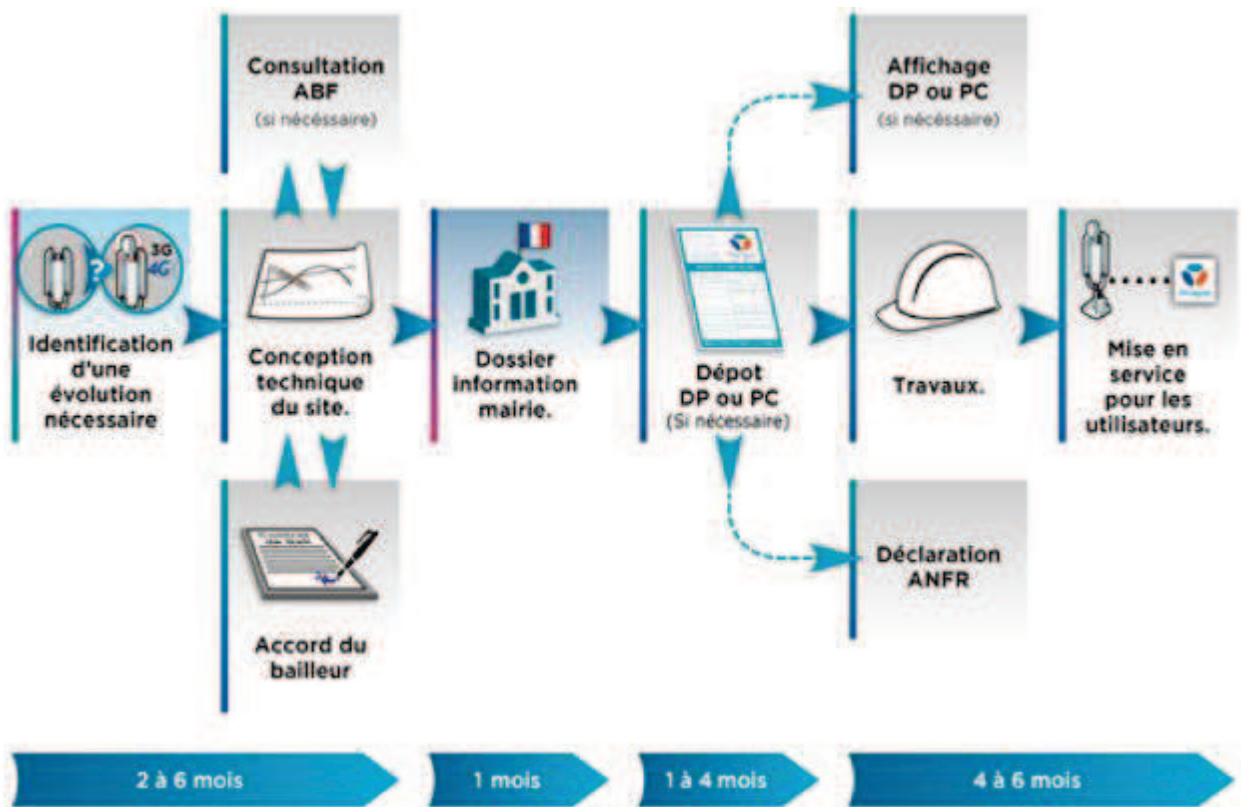 Consultation
ABF
(si nécéssaire)
Affichage
DP ou PC
(si nécéssaire)
3G
4G
?
Identification
d'une
évolution
nécessaire
Conception
technique
du site.
Dossier
information
mairie.
Dépot
DP ou PC
(Si nécessaire)
Travaux.
Mise en
service
pour les
utilisateurs.
Accord du
bailleur
Déclaration
ANFR
2 à 6 mois
1 mois
1 à 4 mois
4 à 6 mois